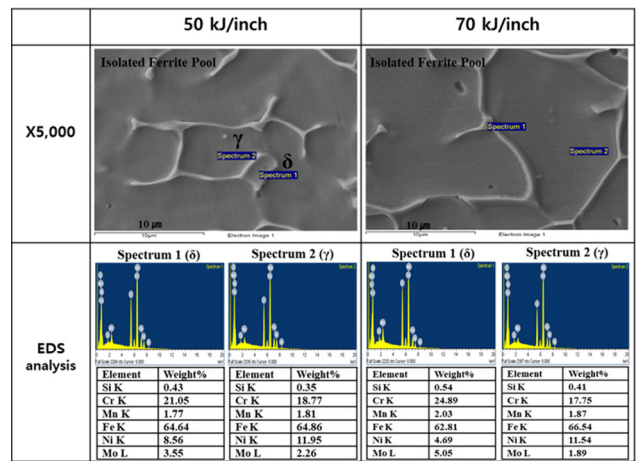 50 kJ/inch 70 kJ/inch
X5,000
Isolated Ferrite Pool
γ
Spectrum 2
δ
Spectrum 1
10 ㎛
10μm Electron Image 1
Isolated Ferrite Pool
Spectrum 1
Spectrum 2
10 ㎛
10μm Electron Image 1
EDS
analysis
Spectrum 1 (δ) Spectrum 2 (γ) Spectrum 1 (δ) Spectrum 2 (γ)
Element Weight%
Si K 0.43
Cr K 21.05
Mn K 1.77
Fe K 64.64
Ni K 8.56
Mo L 3.55
Element Weight%
Si K 0.35
Cr K 18.77
Mn K 1.81
Fe K 64.86
Ni K 11.95
Mo L 2.26
Element Weight%
Si K 0.54
Cr K 24.89
Mn K 2.03
Fe K 62.81
Ni K 4.69
Mo L 5.05
Element Weight%
Si K 0.41
Cr K 17.75
Mn K 1.87
Fe K 66.54
Ni K 11.54
Mo L 1.89